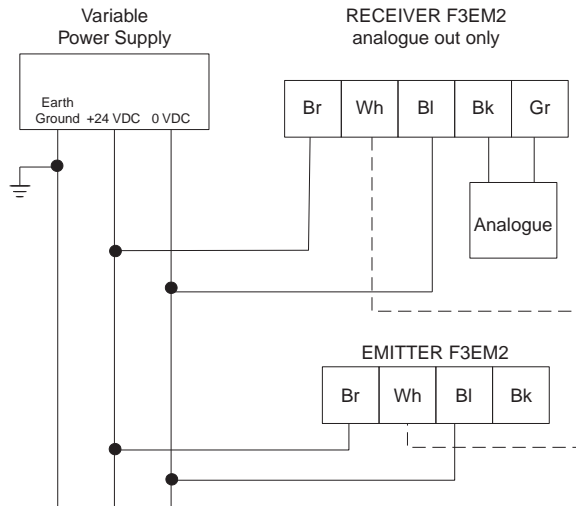 Variable
Power Supply
Earth
Ground +24 VDC 0 VDC
RECEIVER F3EM2
analogue out only
Br Wh Bl Bk Gr
Analogue
EMITTER F3EM2
Br Wh Bl Bk